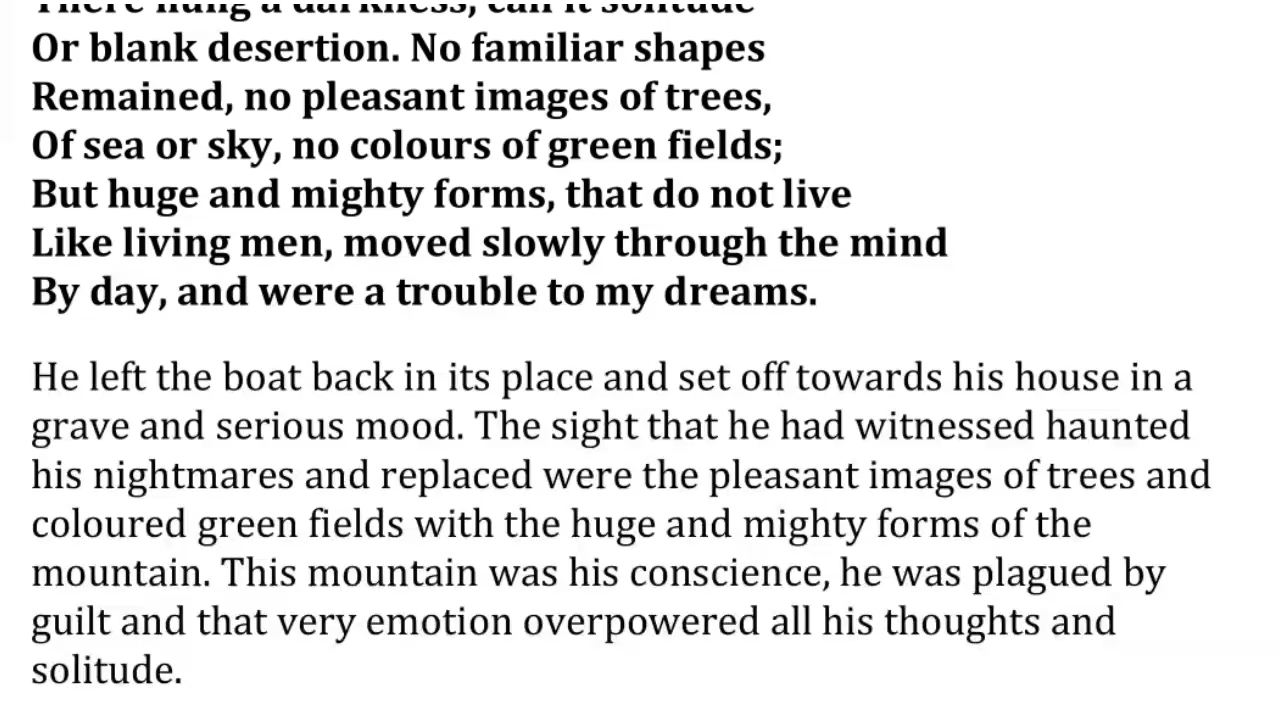 There hung a darkness, call it solitude
Or blank desertion. No familiar shapes
Remained, no pleasant images of trees,
Of sea or sky, no colours of green fields;
But huge and mighty forms, that do not live
Like living men, moved slowly through the mind
By day, and were a trouble to my dreams.
He left the boat back in its place and set off towards his house in a
grave and serious mood. The sight that he had witnessed haunted
his nightmares and replaced were the pleasant images of trees and
coloured green fields with the huge and mighty forms of the
mountain. This mountain was his conscience, he was plagued by
guilt and that very emotion overpowered all his thoughts and
solitude.